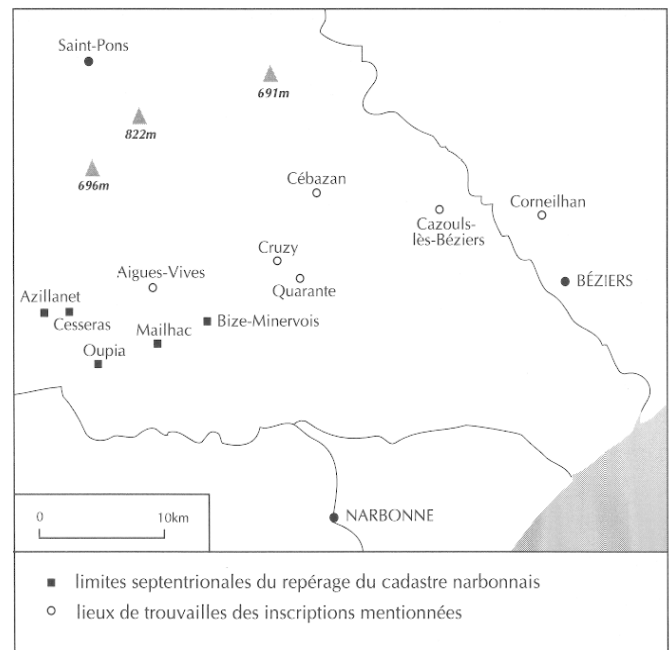 Saint-Pons
691m
822m
696m
Cébazan
Corneilhan
Cazouls-
lès-Béziers
Cruzy
Aigues-Vives
Quarante
BÉZIERS
Azillanet
Cesseras
Mailhac
Bize-Minervois
Oupia
0 10km
NARBONNE
limites septentrionales du repérage du cadastre narbonnais
lieux de trouvailles des inscriptions mentionnées